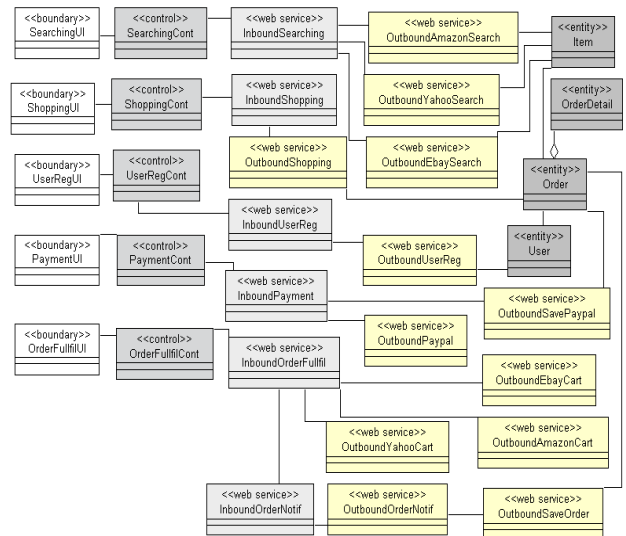 <<boundary>>
SearchingUI
<<control>>
SearchingCont
<<web service>>
InboundSearching
<<web service>>
OutboundAmazonSearch
<<entity>>
Item
<<boundary>>
ShoppingUI
<<control>>
ShoppingCont
<<web service>>
InboundShopping
<<web service>>
OutboundYahooSearch
<<entity>>
OrderDetail
<<web service>>
OutboundShopping
<<web service>>
OutboundEbaySearch
<<boundary>>
UserRegUI
<<control>>
UserRegCont
<<entity>>
Order
<<web service>>
InboundUserReg
<<entity>>
User
<<boundary>>
PaymentUI
<<control>>
PaymentCont
<<web service>>
OutboundUserReg
<<web service>>
InboundPayment
<<web service>>
OutboundSavePaypal
<<web service>>
OutboundPaypal
<<boundary>>
OrderFullfilUI
<<control>>
OrderFullfilCont
<<web service>>
InboundOrderFullfil
<<web service>>
OutboundEbayCart
<<web service>>
OutboundYahooCart
<<web service>>
OutboundAmazonCart
<<web service>>
InboundOrderNotif
<<web service>>
OutboundOrderNotif
<<web service>>
OutboundSaveOrder